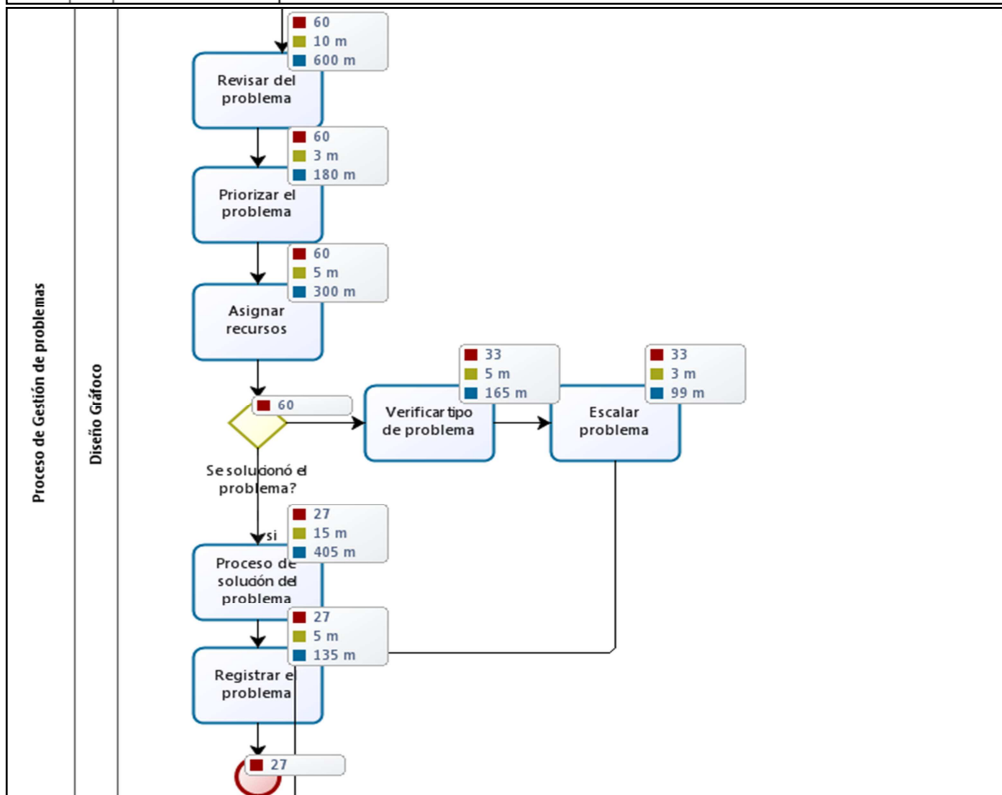 Proceso de Gestión de problemas
Diseño Gráfoco
60
10 m
600 m
Revisar del
problema
60
3 m
180 m
Priorizar el
problema
60
5 m
300 m
Asignar
recursos
60
33
5 m
165 m
Verificar tipo
de problema
33
3 m
99 m
Escalar
problema
Se solucionó el
problema?
si
27
15 m
405 m
Proceso de
solución del
problema
27
5 m
135 m
Registrar el
problema
27